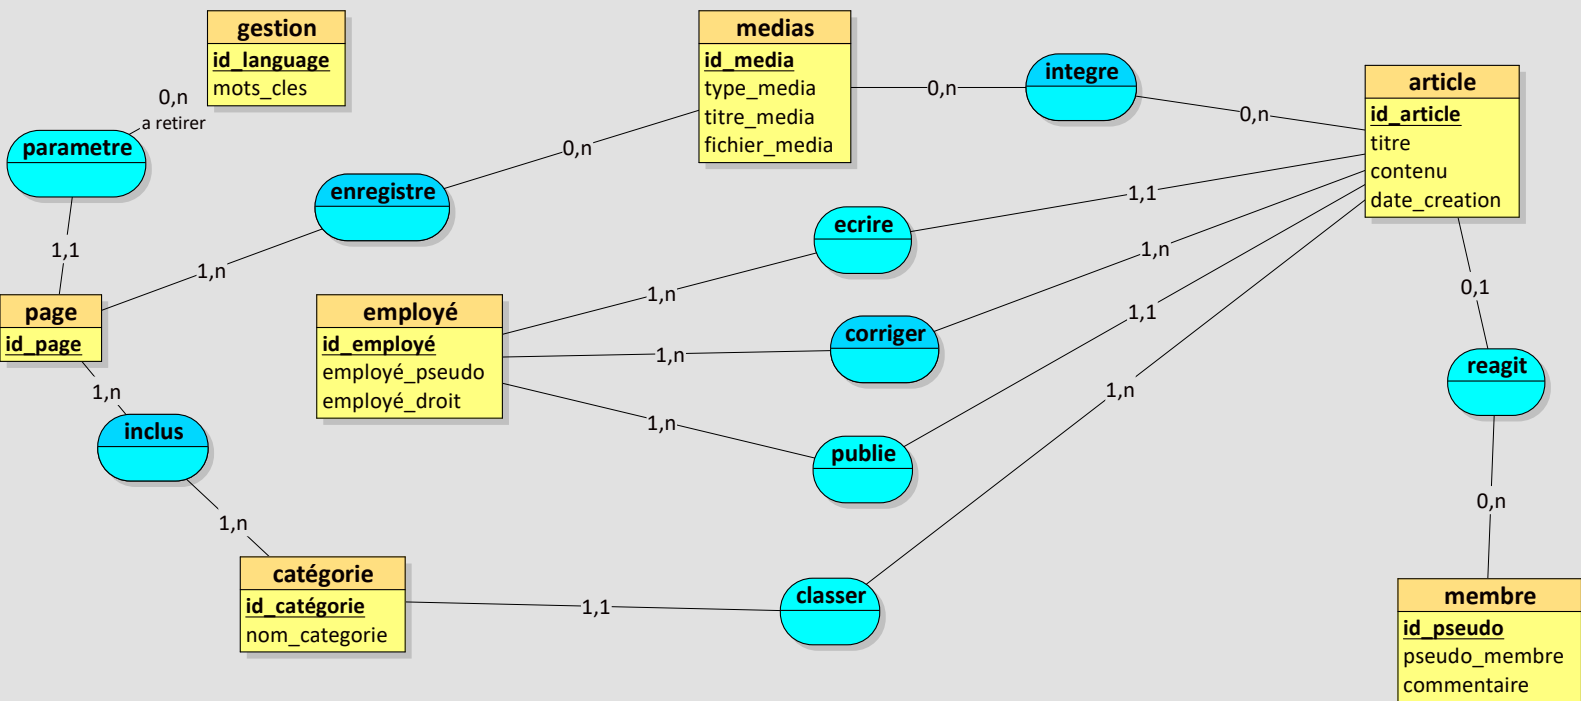 gestion
id_language
mots_cles
0,n
a retirer
parametre
1,1
page
id_page
1,n
enregistre
0,n
medias
id_media
type_media
titre_media
fichier_media
0,n
integre
0,n
article
id_article
titre
contenu
date_creation
employé
id_employé
employé_pseudo
employé_droit
1,n
ecrire
1,1
1,n
corriger
1,n
1,n
publie
1,1
1,n
inclus
1,n
catégorie
id_catégorie
nom_categorie
1,1
classer
1,n
0,1
reagit
0,n
membre
id_pseudo
pseudo_membre
commentaire